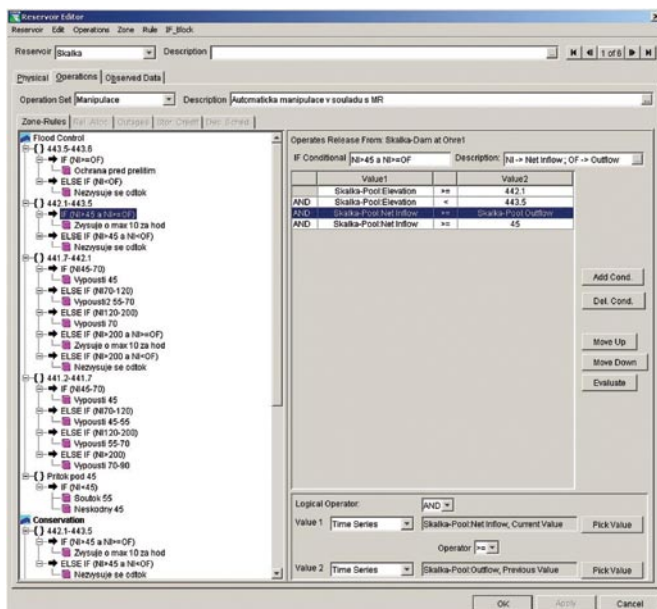 Reservoir Editor
Reservoir Edit Operations Zone Rule IF_Block
Reservoir Skalka Description 1 of 6
Physical Operations Observed Data
Operation Set Manipulace Description Automaticka manipulace v souladu s MR
Zone-Rules Rel. Alloc. Outages Stor. Credit Dec. Sched.
Flood Control
{} 443.5-443.6
IF (NI>=OF)
Ochrana pred prelitim
ELSE IF (NI<OF)
Nezvysuje se odtok
{} 442.1-443.5
IF (NI>45 a NI>=OF)
Zvysuje o max 10 za hod
ELSE IF (NI>45 a NI<OF)
Nezvysuje se odtok
{} 441.7-442.1
IF (NI45-70)
Vypousti 45
ELSE IF (NI70-120)
Vypousti2 55-70
ELSE IF (NI120-200)
Vypousti 70
ELSE IF (NI>200 a NI>=OF)
Zvysuje o max 10 za hod
ELSE IF (NI>200 a NI<OF)
Nezvysuje se odtok
{} 441.2-441.7
IF (NI45-70)
Vypousti 45
ELSE IF (NI70-120)
Vypousti 45-55
ELSE IF (NI120-200)
Vypousti 55-70
ELSE IF (NI>200)
Vypousti 70-90
{} Pritok pod 45
IF (NI<45)
Soutok 55
Neskodny 45
Conservation
{} 442.1-443.5
IF (NI>45 a NI>=OF)
Zvysuje o max 10 za hod
ELSE IF (NI>45 a NI<OF)
Nezvysuje se odtok
Operates Release From: Skalka-Dam at Ohre1
IF Conditional NI>45 a NI>=OF Description: NI -> Net Inflow ; OF -> Outflow
Value1 Value2
Skalka-Pool:Elevation >= 442.1
AND Skalka-Pool:Elevation < 443.5
AND Skalka-Pool:Net Inflow >= Skalka-Pool:Outflow
AND Skalka-Pool:Net Inflow >= 45
Add Cond.
Del. Cond.
Move Up
Move Down
Evaluate
Logical Operator: AND
Value 1 Time Series Skalka-Pool:Net Inflow, Current Value Pick Value
Operator >=
Value 2 Time Series Skalka-Pool:Outflow, Previous Value Pick Value
OK Apply Cancel